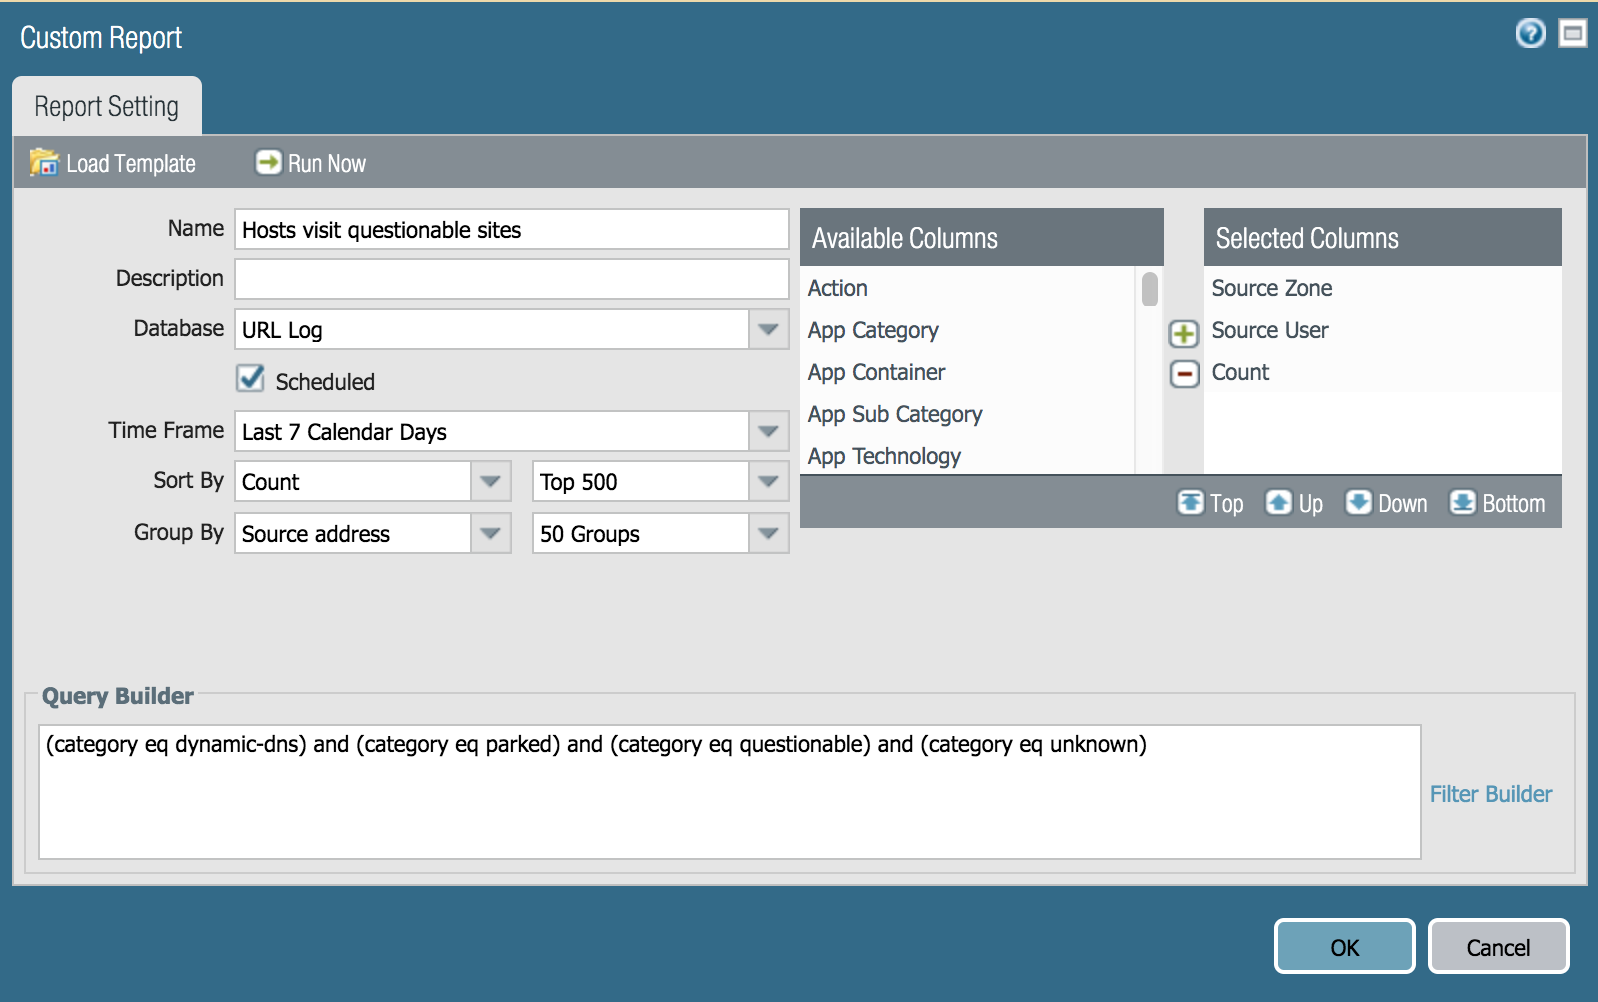 Custom Report
Report Setting
Load Template
Run Now
Name
Hosts visit questionable sites
Description
Database
URL Log
Scheduled
Time Frame
Last 7 Calendar Days
Sort By
Count
Top 500
Group By
Source address
50 Groups
Available Columns
Action
App Category
App Container
App Sub Category
App Technology
Selected Columns
Source Zone
Source User
Count
Top
Up
Down
Bottom
Query Builder
(category eq dynamic-dns) and (category eq parked) and (category eq questionable) and (category eq unknown)
Filter Builder
OK
Cancel